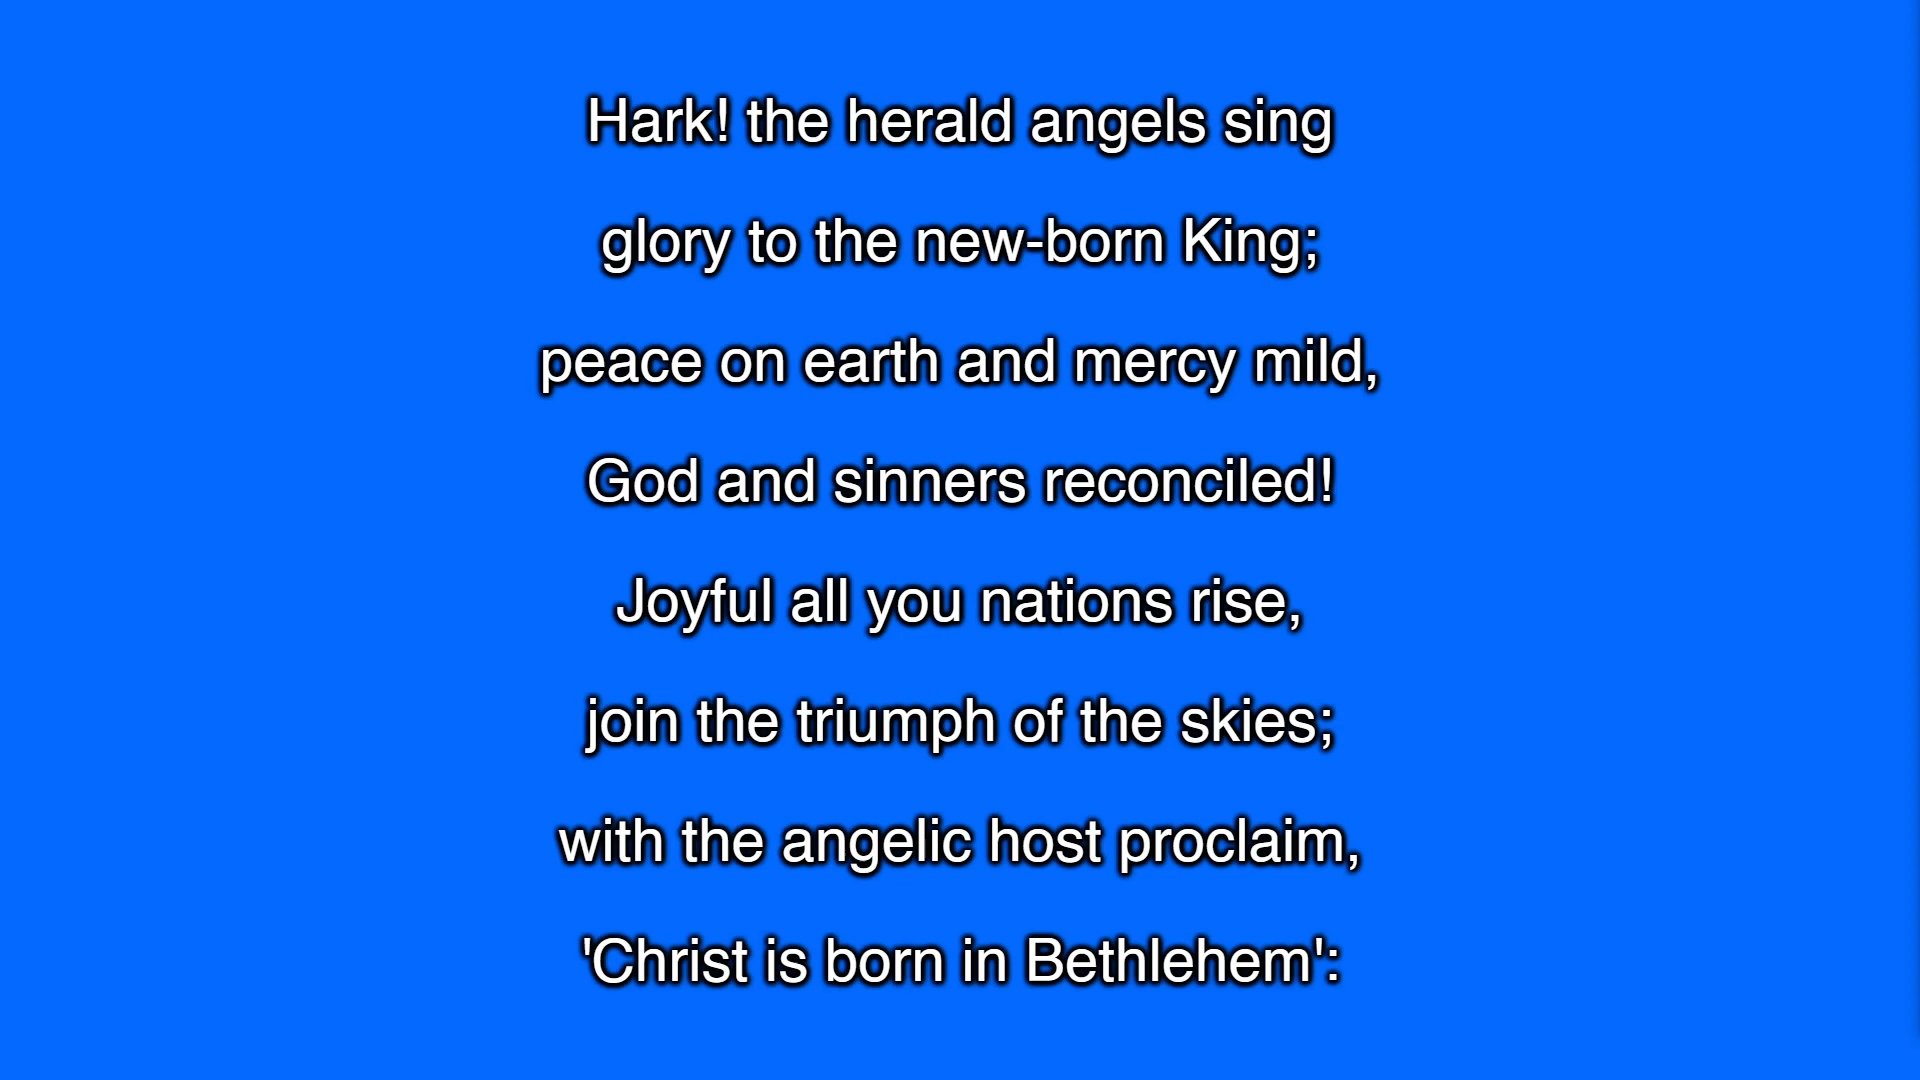 Hark! the herald angels sing
glory to the new-born King;
peace on earth and mercy mild,
God and sinners reconciled!
Joyful all you nations rise,
join the triumph of the skies;
with the angelic host proclaim,
'Christ is born in Bethlehem':